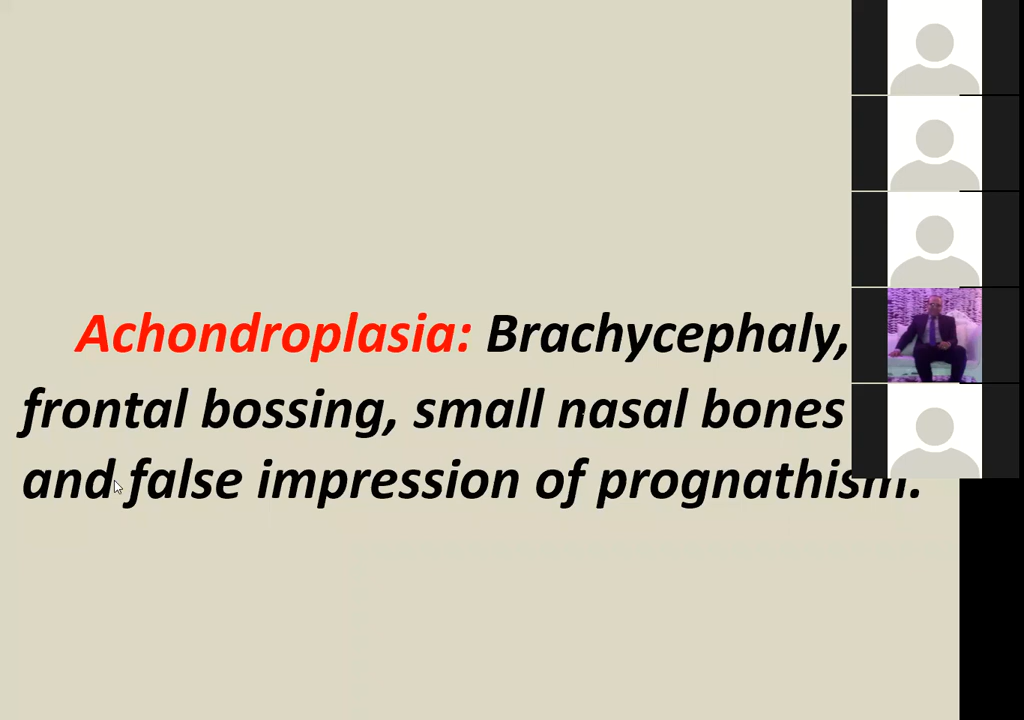 Achondroplasia: Brachycephaly,
frontal bossing, small nasal bones
and false impression of prognathism.